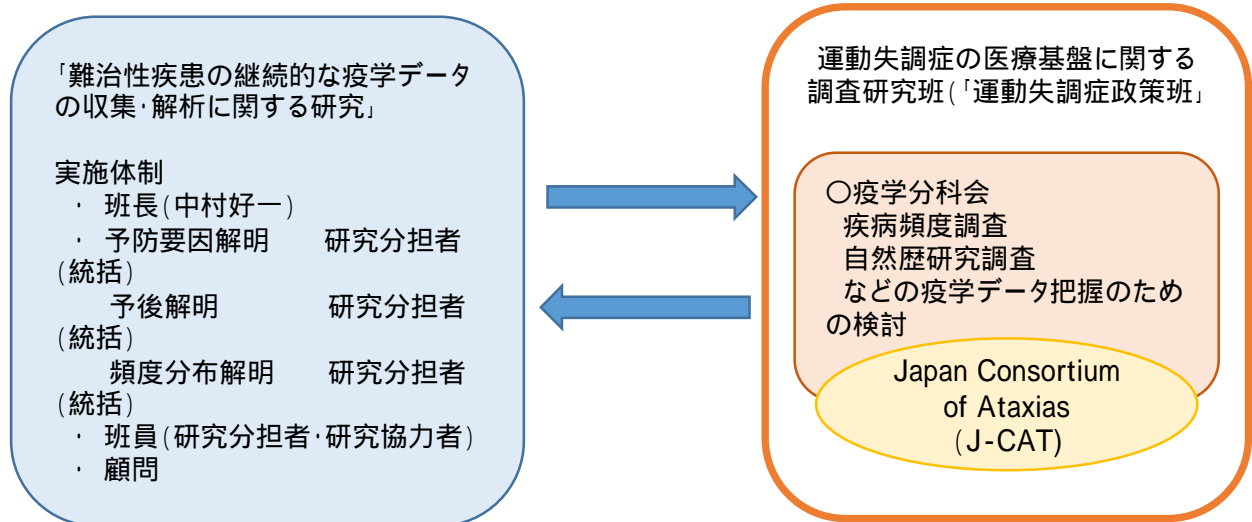 ｢難治性疾患の継続的な疫学データ
の収集･解析に関する研究｣
実施体制
･ 班長(中村好一)
･ 予防要因解明 研究分担者
(統括)
予後解明 研究分担者
(統括)
頻度分布解明 研究分担者
(統括)
･ 班員(研究分担者･研究協力者)
･ 顧問
運動失調症の医療基盤に関する
調査研究班(｢運動失調症政策班｣
〇疫学分科会
疾病頻度調査
自然歴研究調査
などの疫学データ把握のため
の検討
Japan Consortium
of Ataxias
(J-CAT)